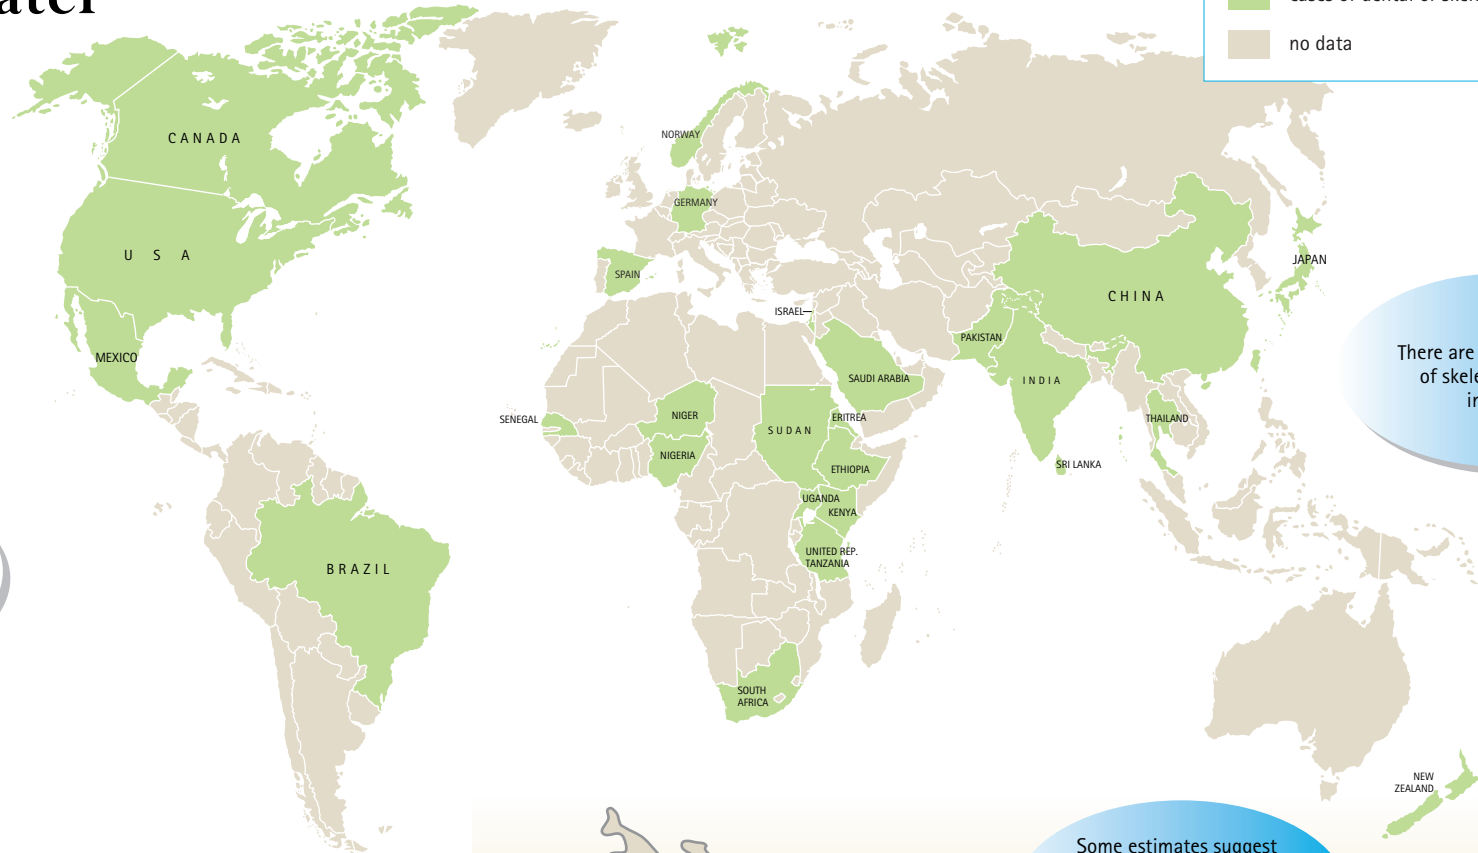 no data
NORWAY
CANADA
GERMANY
USA
SPAIN
JAPAN
CHINA
ISRAEL
PAKISTAN
MEXICO
There are
SAUDI ARABIA
INDIA
of skele
SENEGAL
NIGER
ERITREA
THAILAND
SUDAN
NIGERIA
ETHIOPIA
SRI LANKA
UGANDA
KENYA
UNITED REP.
TANZANIA
BRAZIL
SOUTH
AFRICA
NEW
ZEALAND
Some estimates suggest